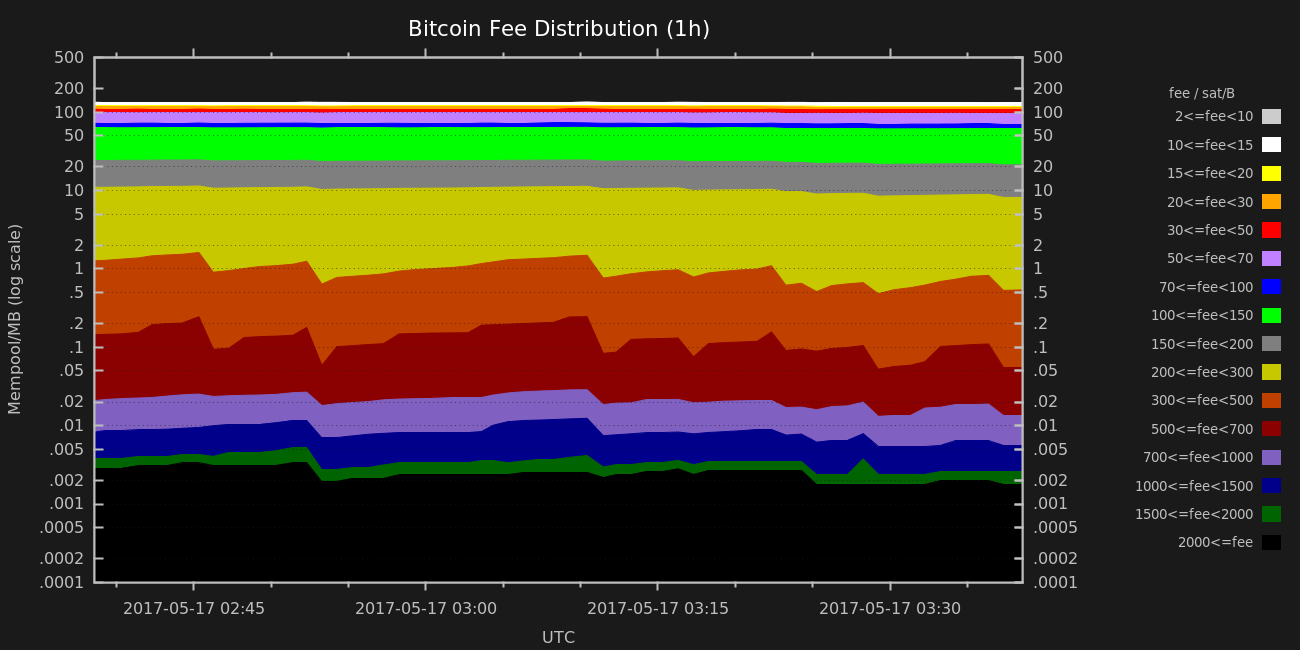 Bitcoin Fee Distribution (1h)
500
200
100
50
20
10
5
2
1
.5
.2
.1
.05
.02
.01
.005
.002
.001
.0005
.0002
.0001
Mempool/MB (log scale)
500
200
100
50
20
10
5
2
1
.5
.2
.1
.05
.02
.01
.005
.002
.001
.0005
.0002
.0001
2017-05-17 02:45
2017-05-17 03:00
2017-05-17 03:15
2017-05-17 03:30
UTC
fee / sat/B
2<=fee<10
10<=fee<15
15<=fee<20
20<=fee<30
30<=fee<50
50<=fee<70
70<=fee<100
100<=fee<150
150<=fee<200
200<=fee<300
300<=fee<500
500<=fee<700
700<=fee<1000
1000<=fee<1500
1500<=fee<2000
2000<=fee